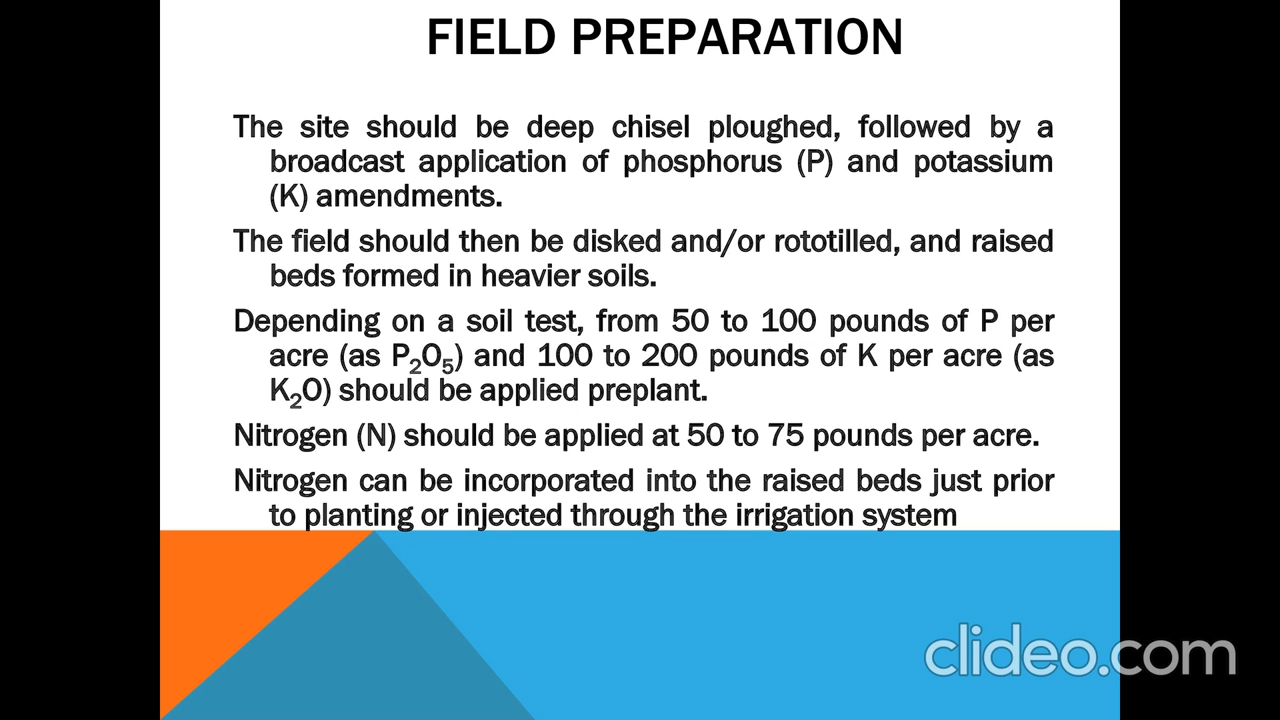 FIELD PREPARATION
The site should be deep chisel ploughed, followed by a
broadcast application of phosphorus (P) and potassium
(K) amendments.
The field should then be disked and/or rototilled, and raised
beds formed in heavier soils.
Depending on a soil test, from 50 to 100 pounds of P per
acre (as P₂O₅) and 100 to 200 pounds of K per acre (as
K₂O) should be applied preplant.
Nitrogen (N) should be applied at 50 to 75 pounds per acre.
Nitrogen can be incorporated into the raised beds just prior
to planting or injected through the irrigation system
clideo.com